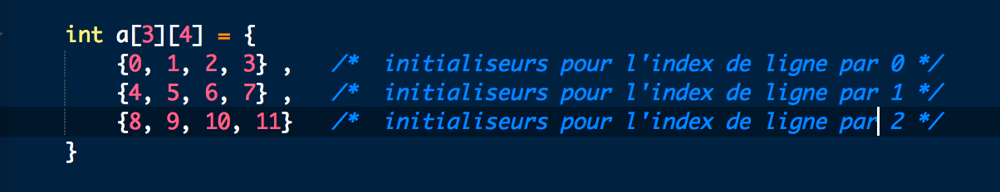 int a[3][4] = {
{0, 1, 2, 3} ,   /*  initialiseurs pour l'index de ligne par 0 */
{4, 5, 6, 7} ,   /*  initialiseurs pour l'index de ligne par 1 */
{8, 9, 10, 11}   /*  initialiseurs pour l'index de ligne par 2 */
}